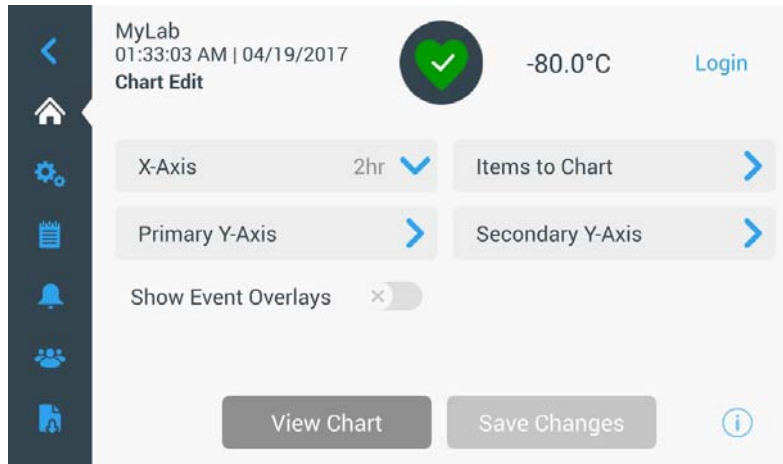 MyLab
01:33:03 AM | 04/19/2017
Chart Edit
-80.0°C
Login
X-Axis 2hr
Items to Chart
Primary Y-Axis
Secondary Y-Axis
Show Event Overlays
View Chart
Save Changes